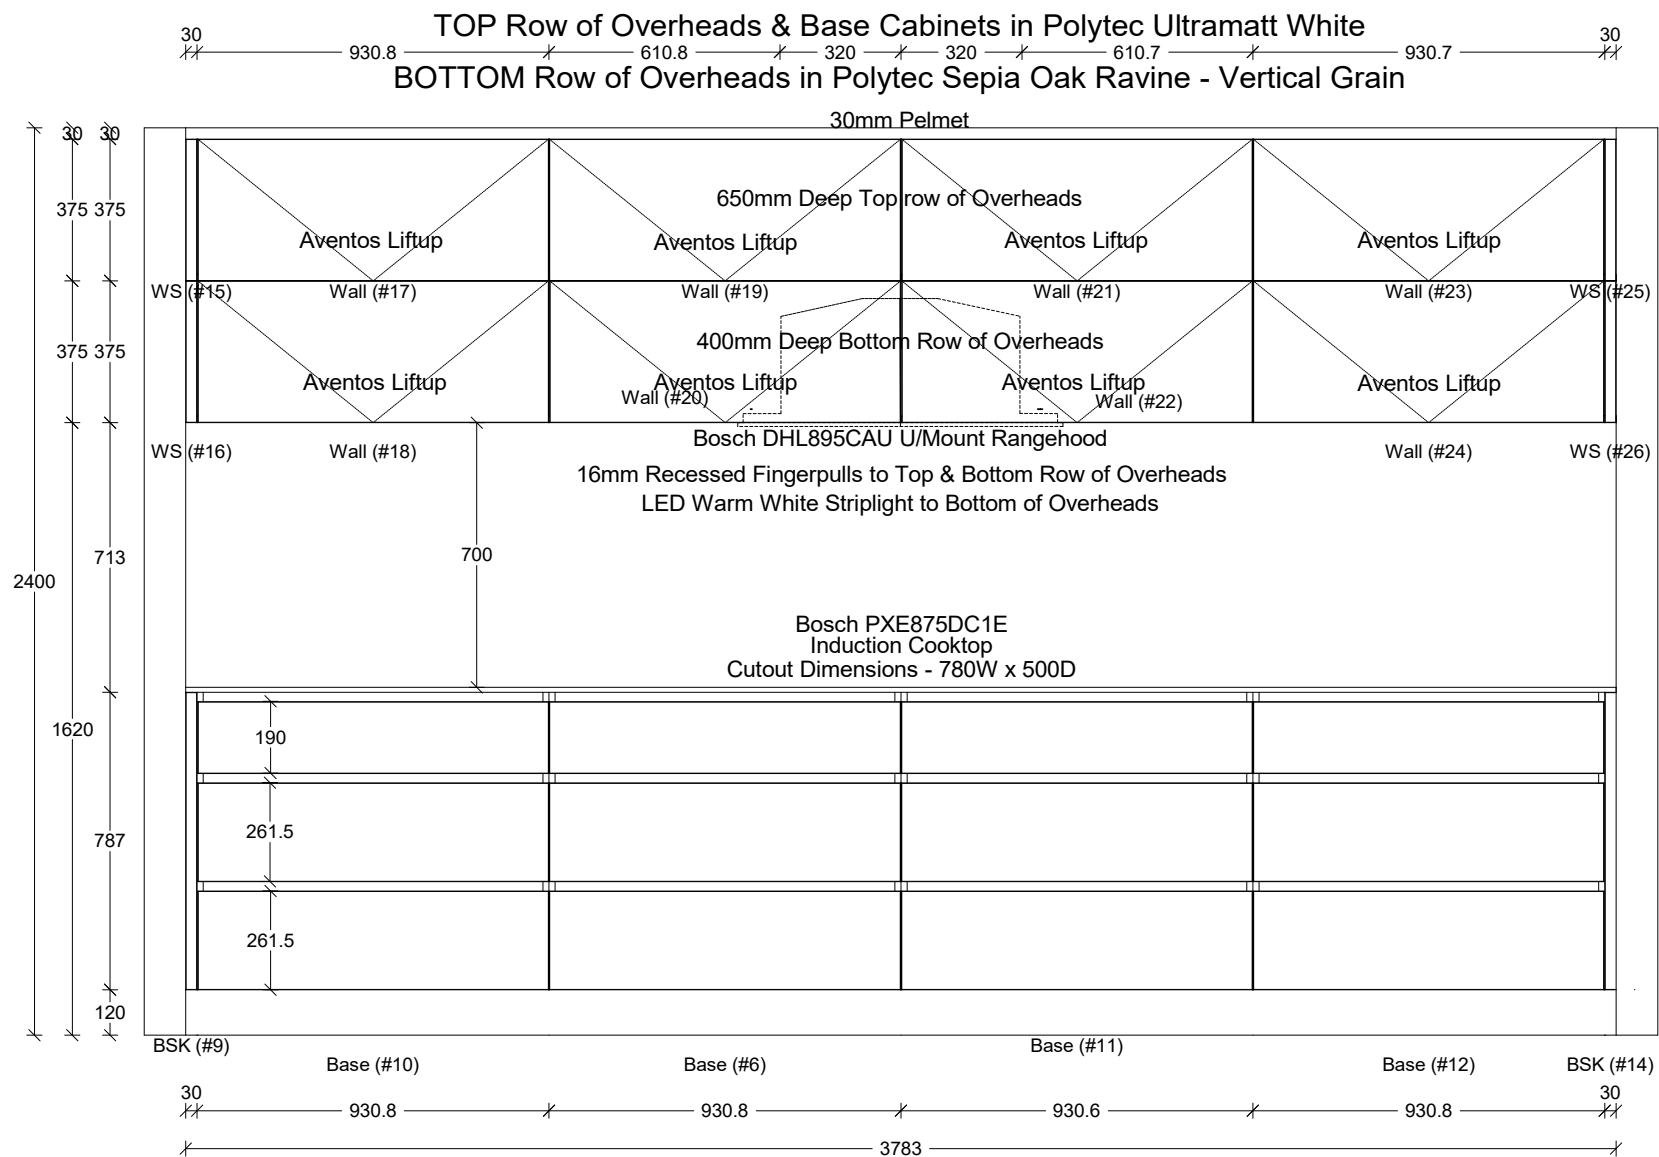 TOP Row of Overheads & Base Cabinets in Polytec Ultramatt White
30 930.8 610.8 320 320 610.7 930.7 30
BOTTOM Row of Overheads in Polytec Sepia Oak Ravine - Vertical Grain
30mm Pelmet
30 30
650mm Deep Top row of Overheads
375 375
Aventos Liftup Aventos Liftup Aventos Liftup Aventos Liftup
WS (#15) Wall (#17) Wall (#19) Wall (#21) Wall (#23) WS (#25)
400mm Deep Bottom Row of Overheads
375 375
Aventos Liftup Aventos Liftup Aventos Liftup Aventos Liftup
Wall (#20) Wall (#22)
Bosch DHL895CAU U/Mount Rangehood
WS (#16) Wall (#18) Wall (#24) WS (#26)
16mm Recessed Fingerpulls to Top & Bottom Row of Overheads
LED Warm White Striplight to Bottom of Overheads
713 700
2400
Bosch PXE875DC1E
Induction Cooktop
Cutout Dimensions - 780W x 500D
1620 190
787 261.5
261.5
120
BSK (#9) Base (#10) Base (#6) Base (#11) Base (#12) BSK (#14)
30 930.8 930.8 930.6 930.8 30
3783